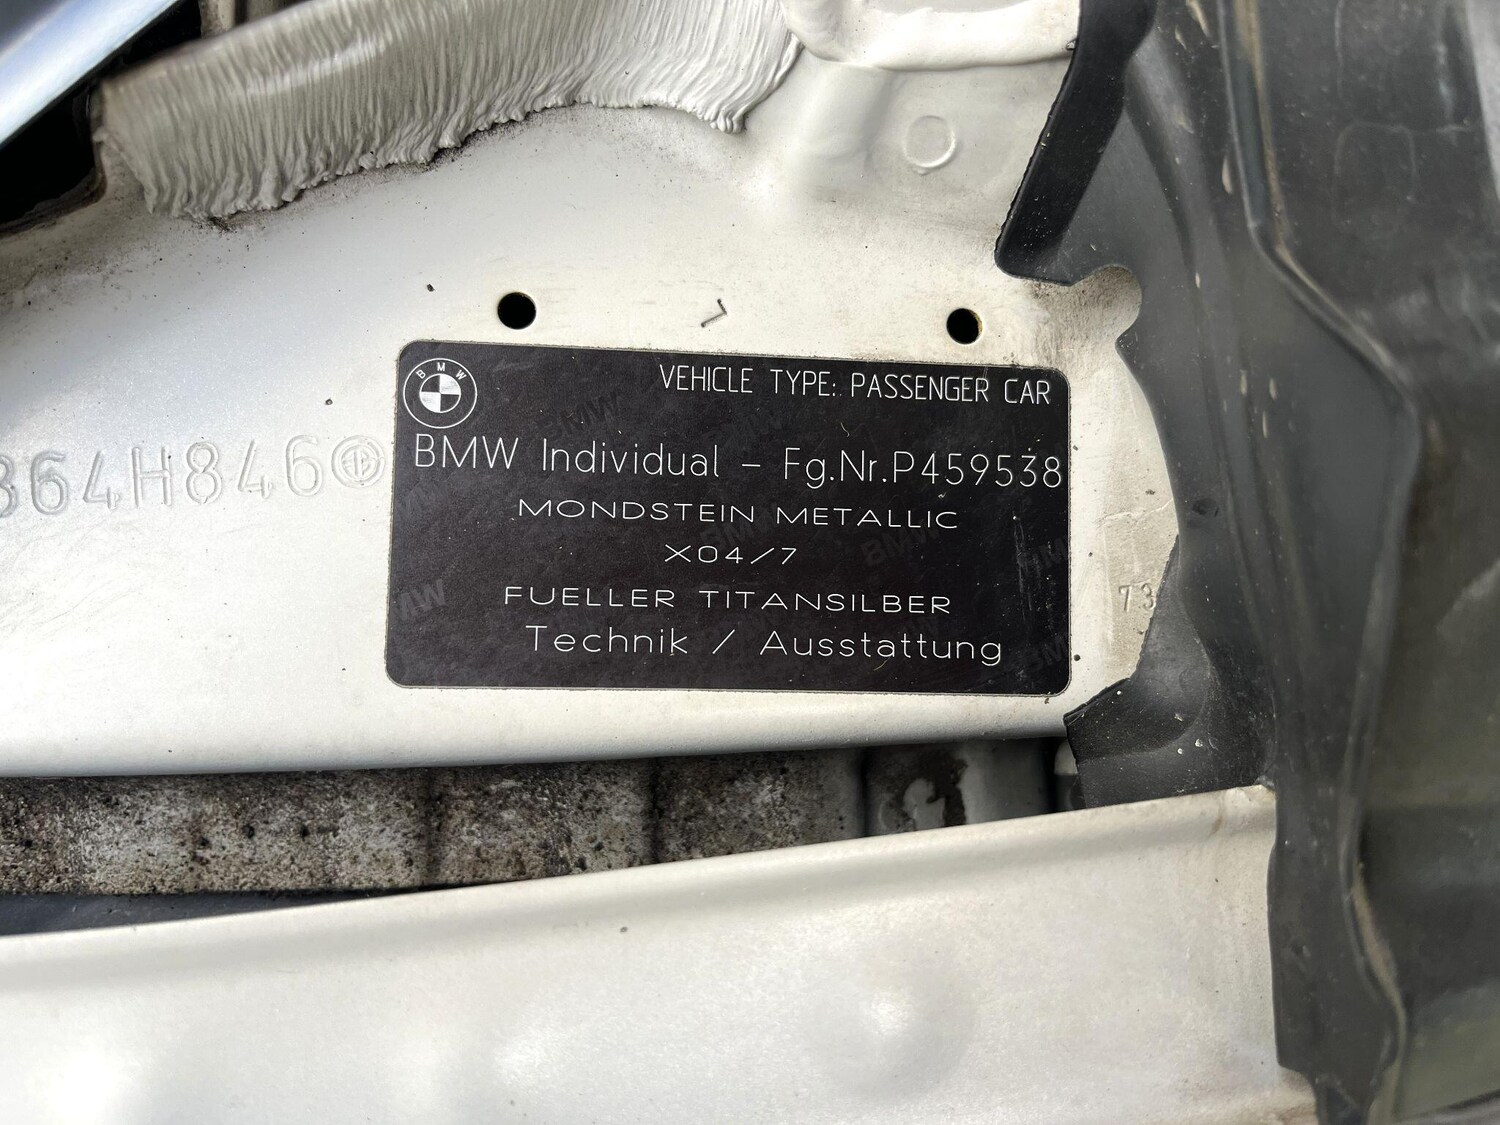 BMW
VEHICLE TYPE: PASSENGER CAR
BMW Individual - Fg.Nr.P459538
MONDSTEIN METALLIC
X04/7
FUELLER TITANSILBER
Technik / Ausstattung
364H846
73